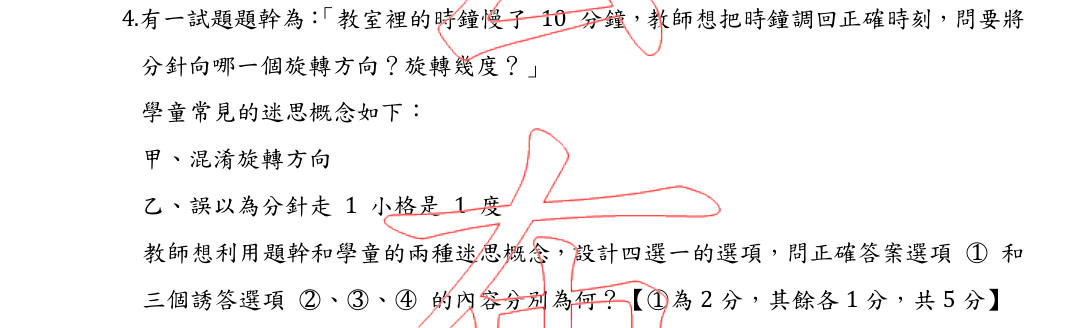 4.有一試題題幹為：「教室裡的時鐘慢了 10 分鐘，教師想把時鐘調回正確時刻，問要將
分針向哪一個旋轉方向？旋轉幾度？」
學童常見的迷思概念如下：
甲、混淆旋轉方向
乙、誤以為分針走 1 小格是 1 度
教師想利用題幹和學童的兩種迷思概念，設計四選一的選項，問正確答案選項 ① 和
三個誘答選項 ②、③、④ 的內容分別為何？【①為 2 分，其餘各 1 分，共 5 分】
布